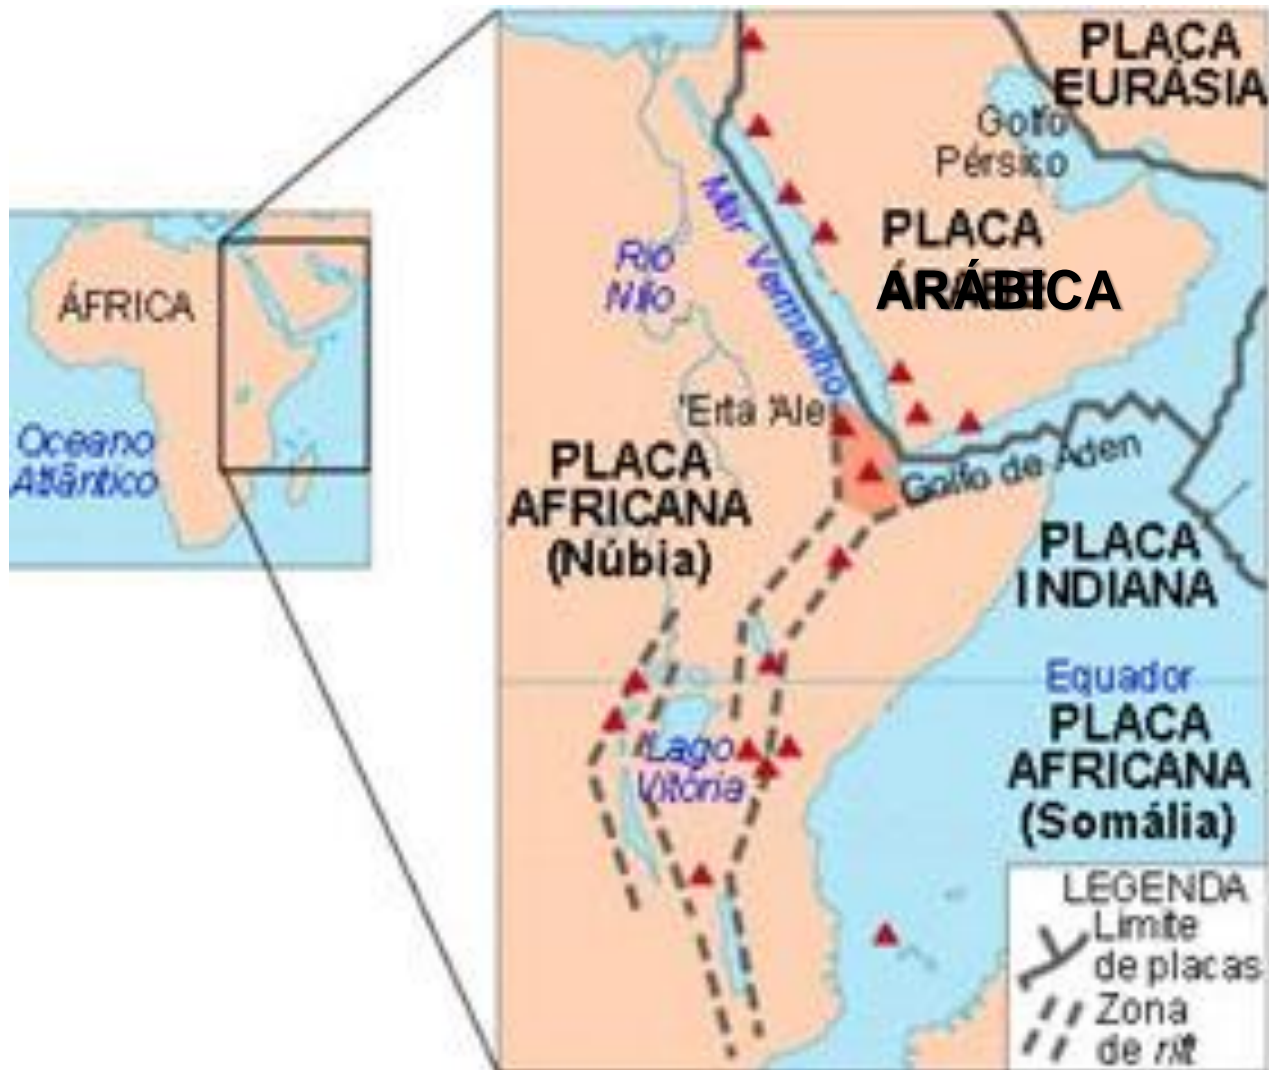 ÁFRICA
Oceano
Atlântico
PLACA
EURÁSIA
Golfo
Pérsico
Mar Vermelho
PLACA
ARÁBICA
Rio
Nilo
'Erta 'Ale
Golfo de Aden
PLACA
AFRICANA
(Núbia)
PLACA
INDIANA
Equador
PLACA
AFRICANA
(Somália)
Lago
Vitória
LEGENDA
Limite
de placas
Zona
de rift